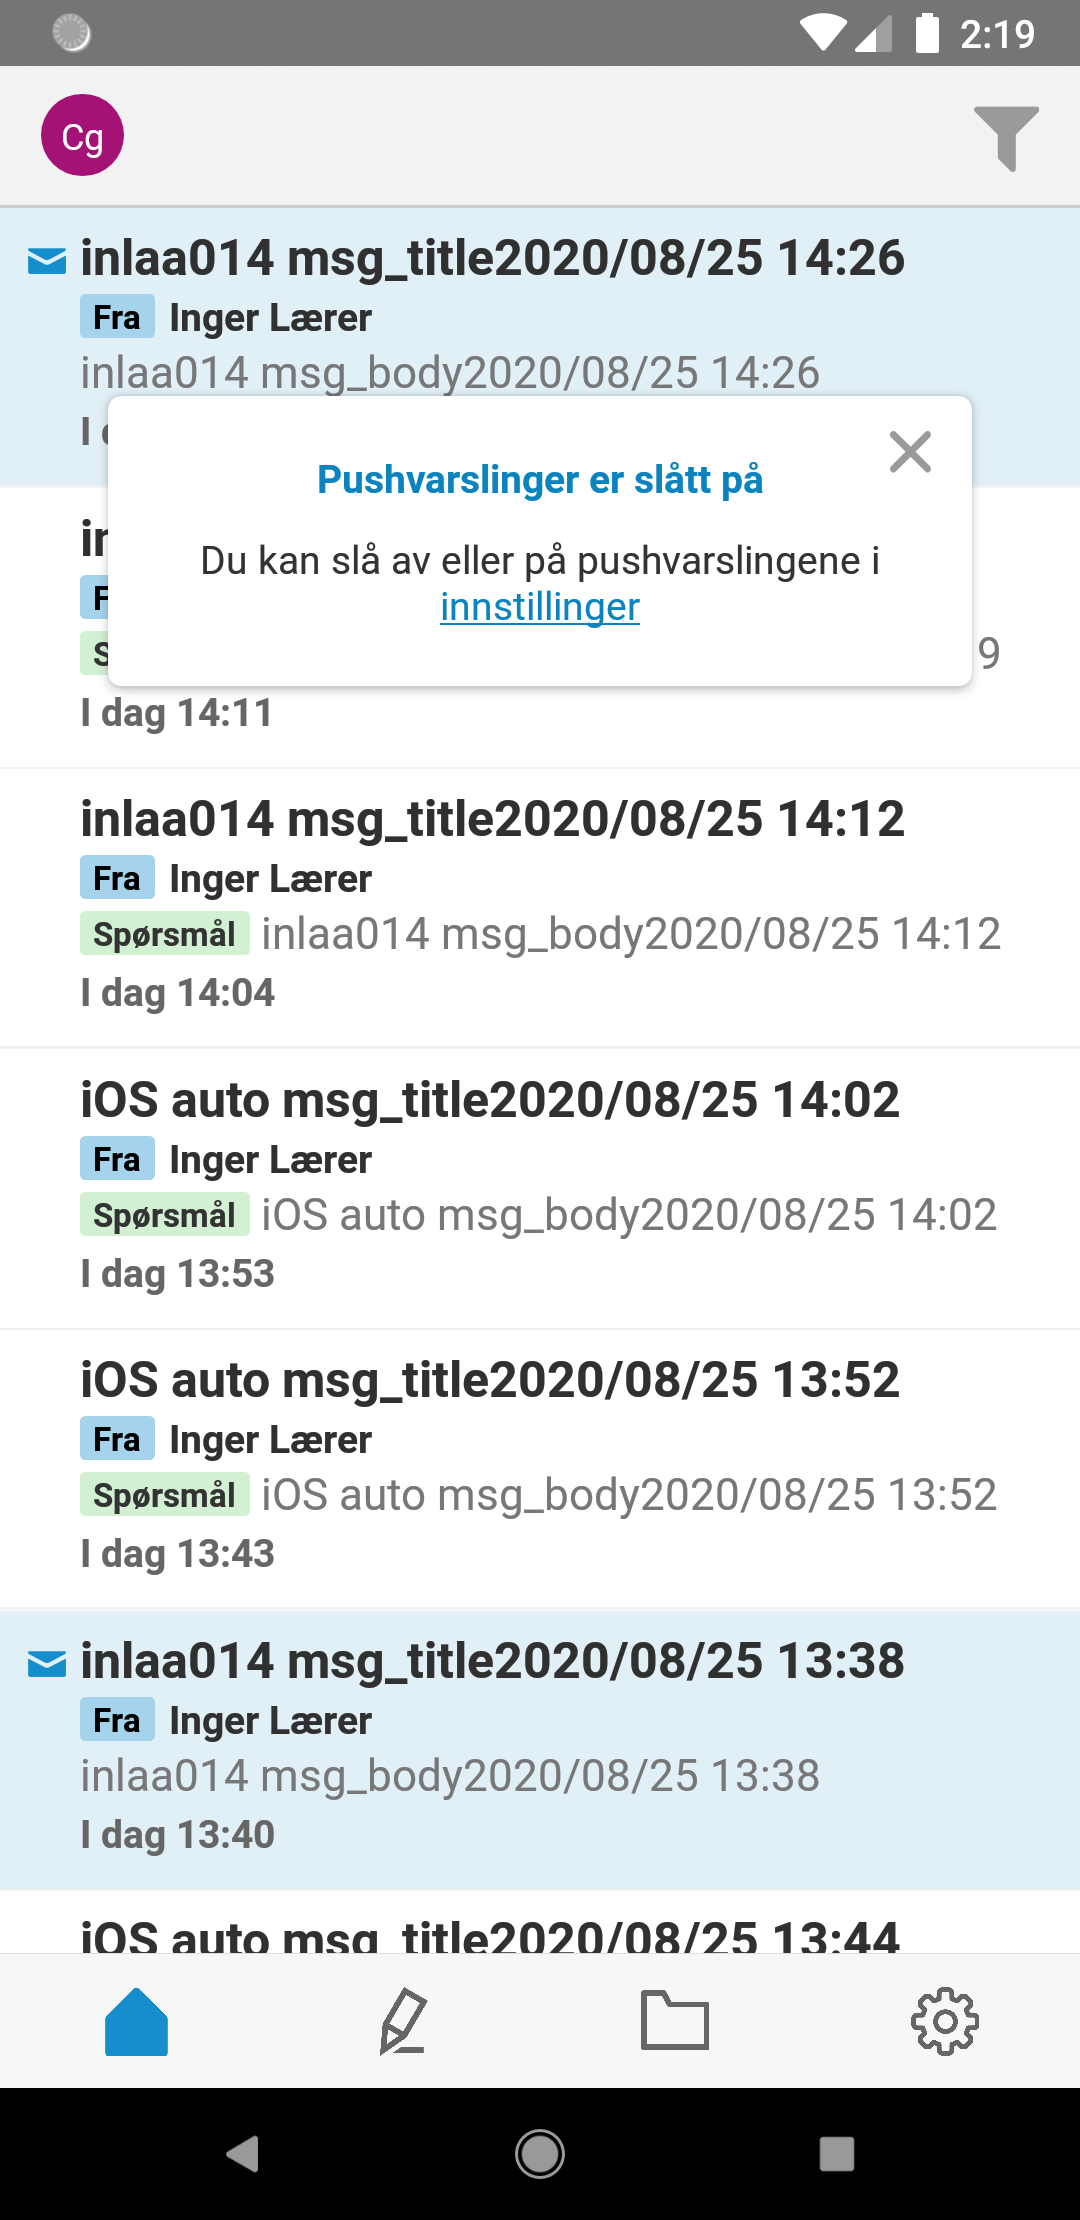 2:19
Cg
inlaa014 msg_title2020/08/25 14:26
Fra Inger Lærer
inlaa014 msg_body2020/08/25 14:26
I
Pushvarslinger er slått på
Du kan slå av eller på pushvarslingene i
innstillinger
9
I dag 14:11
inlaa014 msg_title2020/08/25 14:12
Fra Inger Lærer
Spørsmål inlaa014 msg_body2020/08/25 14:12
I dag 14:04
iOS auto msg_title2020/08/25 14:02
Fra Inger Lærer
Spørsmål iOS auto msg_body2020/08/25 14:02
I dag 13:53
iOS auto msg_title2020/08/25 13:52
Fra Inger Lærer
Spørsmål iOS auto msg_body2020/08/25 13:52
I dag 13:43
inlaa014 msg_title2020/08/25 13:38
Fra Inger Lærer
inlaa014 msg_body2020/08/25 13:38
I dag 13:40
iOS auto msg_title2020/08/25 13:44